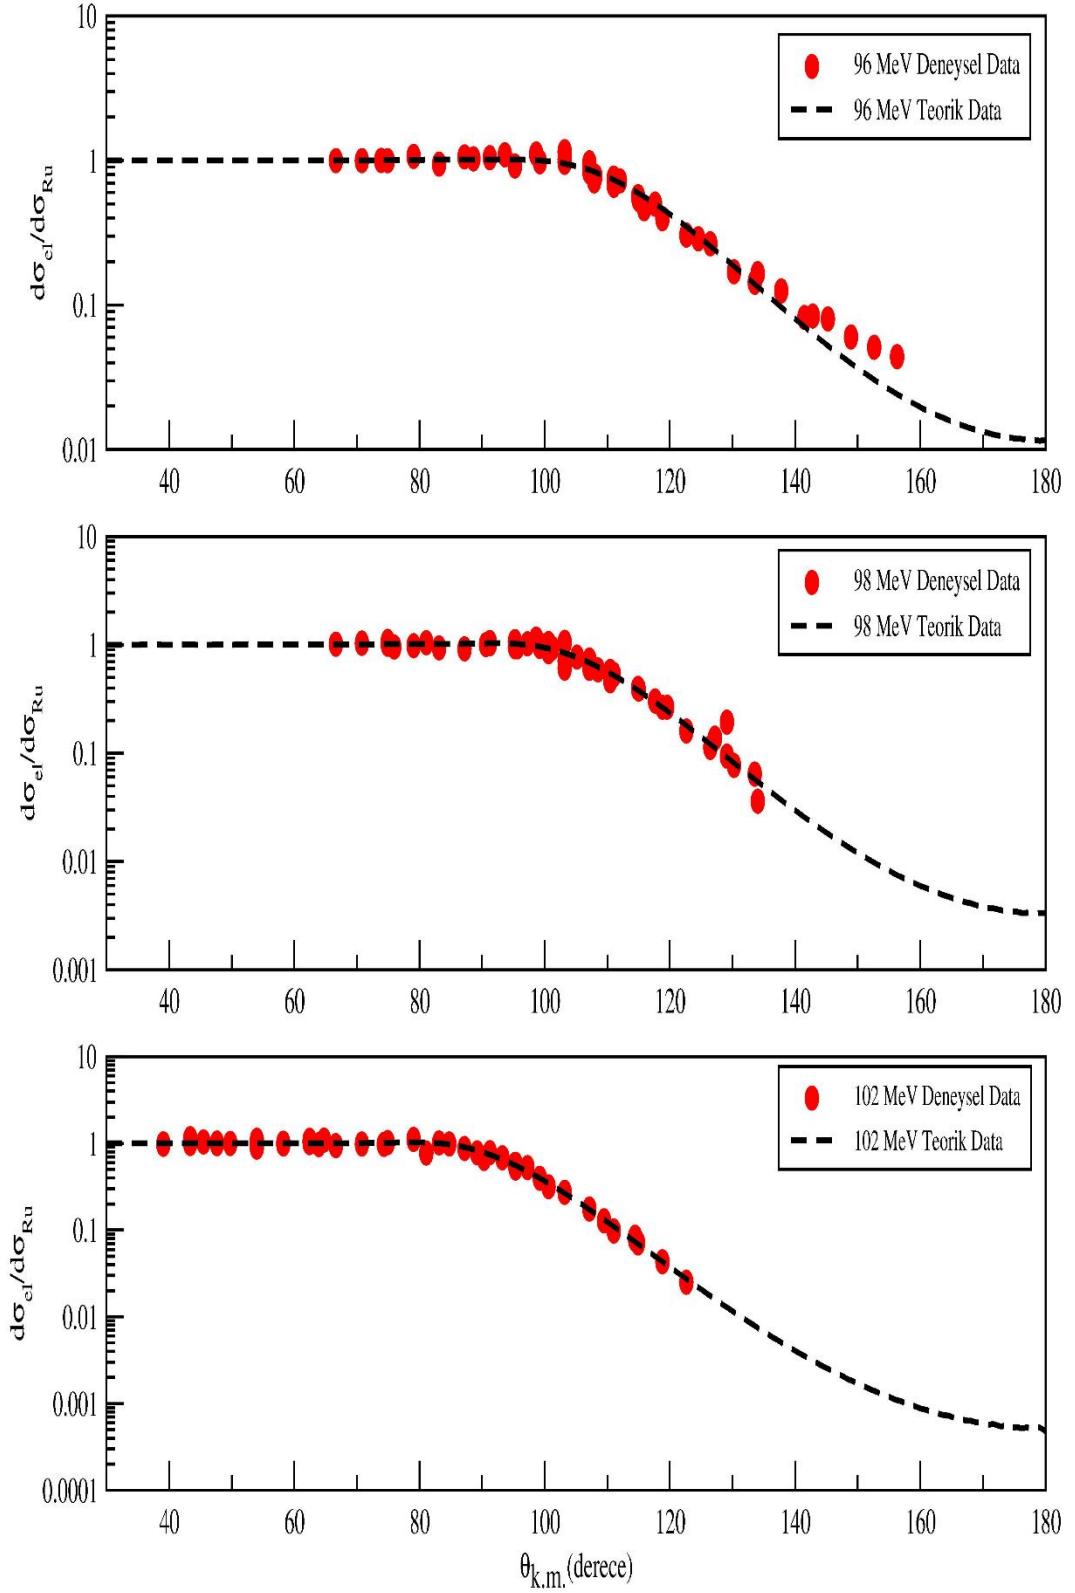 10
1
0.1
0.01
dσel/dσRu
96 MeV Deneysel Data
96 MeV Teorik Data
40 60 80 100 120 140 160 180
10
1
0.1
0.01
0.001
dσel/dσRu
98 MeV Deneysel Data
98 MeV Teorik Data
40 60 80 100 120 140 160 180
10
1
0.1
0.01
0.001
0.0001
dσel/dσRu
102 MeV Deneysel Data
102 MeV Teorik Data
40 60 80 100 120 140 160 180
θk.m. (derece)